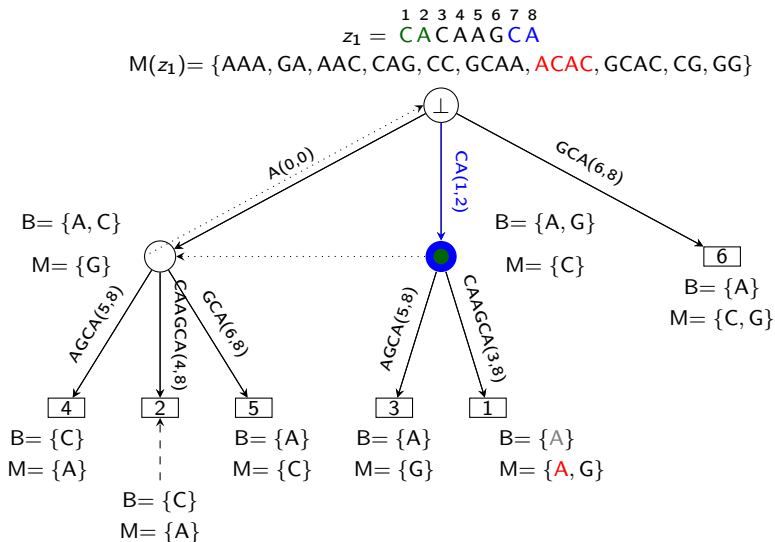 1 2 3 4 5 6 7 8
z₁ = CACAAGCA
M(z₁)= {AAA, GA, AAC, CAG, CC, GCAA, ACAC, GCAC, CG, GG}
⊥
A(0,0)
CA(1,2)
GCA(6,8)
B= {A, C}
M= {G}
B= {A, G}
M= {C}
6
B= {A}
M= {C, G}
AGCA(5,8)
CAAGCA(4,8)
GCA(6,8)
AGCA(5,8)
CAAGCA(3,8)
4
2
5
3
1
B= {C}
M= {A}
B= {C}
M= {A}
B= {A}
M= {C}
B= {A}
M= {G}
B= {A}
M= {A, G}